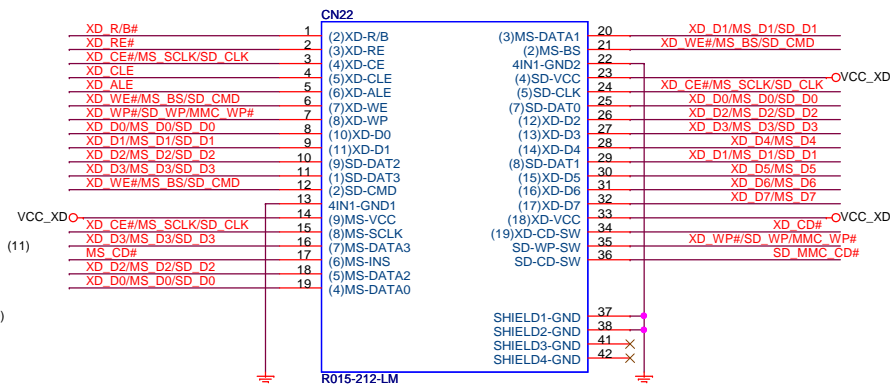 CN22
XD_R/B# 1 (2)XD-R/B
XD_RE# 2 (3)XD-RE
XD_CE#/MS_SCLK/SD_CLK 3 (4)XD-CE
XD_CLE 4 (5)XD-CLE
XD_ALE 5 (6)XD-ALE
XD_WE#/MS_BS/SD_CMD 6 (7)XD-WE
XD_WP#/SD_WP/MMC_WP# 7 (8)XD-WP
XD_D0/MS_D0/SD_D0 8 (10)XD-D0
XD_D1/MS_D1/SD_D1 9 (11)XD-D1
XD_D2/MS_D2/SD_D2 10 (9)SD-DAT2
XD_D3/MS_D3/SD_D3 11 (1)SD-DAT3
XD_WE#/MS_BS/SD_CMD 12 (2)SD-CMD
13 4IN1-GND1
VCC_XD 14 (9)MS-VCC
XD_CE#/MS_SCLK/SD_CLK 15 (8)MS-SCLK
(11) XD_D3/MS_D3/SD_D3 16 (7)MS-DATA3
MS_CD# 17 (6)MS-INS
XD_D2/MS_D2/SD_D2 18 (5)MS-DATA2
XD_D0/MS_D0/SD_D0 19 (4)MS-DATA0
)
(3)MS-DATA1 20 XD_D1/MS_D1/SD_D1
(2)MS-BS 21 XD_WE#/MS_BS/SD_CMD
4IN1-GND2 22
(4)SD-VCC 23 VCC_XD
(5)SD-CLK 24 XD_CE#/MS_SCLK/SD_CLK
(7)SD-DAT0 25 XD_D0/MS_D0/SD_D0
(12)XD-D2 26 XD_D2/MS_D2/SD_D2
(13)XD-D3 27 XD_D3/MS_D3/SD_D3
(14)XD-D4 28 XD_D4/MS_D4
(8)SD-DAT1 29 XD_D1/MS_D1/SD_D1
(15)XD-D5 30 XD_D5/MS_D5
(16)XD-D6 31 XD_D6/MS_D6
(17)XD-D7 32 XD_D7/MS_D7
(18)XD-VCC 33 VCC_XD
(19)XD-CD-SW 34 XD_CD#
SD-WP-SW 35 XD_WP#/SD_WP/MMC_WP#
SD-CD-SW 36 SD_MMC_CD#
SHIELD1-GND 37
SHIELD2-GND 38
SHIELD3-GND 41
SHIELD4-GND 42
R015-212-LM